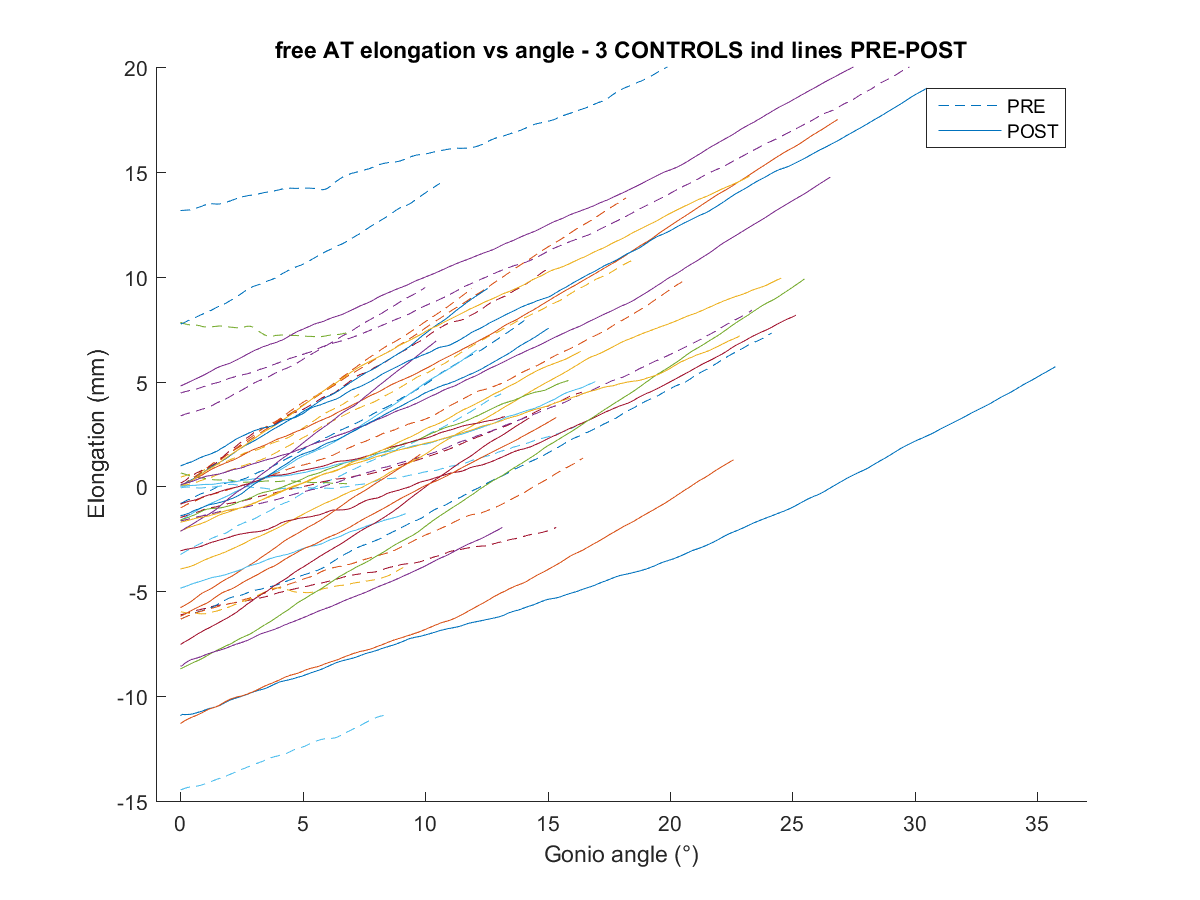 free AT elongation vs angle - 3 CONTROLS ind lines PRE-POST
20
15
10
5
0
-5
-10
-15
Elongation (mm)
PRE
POST
0 5 10 15 20 25 30 35
Gonio angle (°)